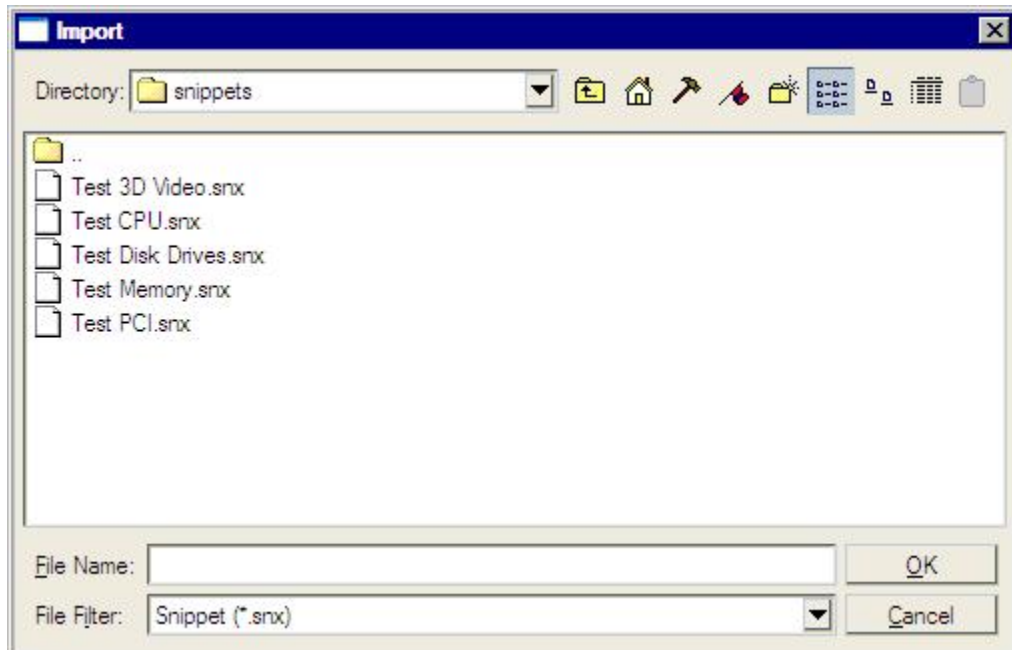 Import
Directory: snippets
..
Test 3D Video.snx
Test CPU.snx
Test Disk Drives.snx
Test Memory.snx
Test PCI.snx
File Name: OK
File Filter: Snippet (*.snx) Cancel